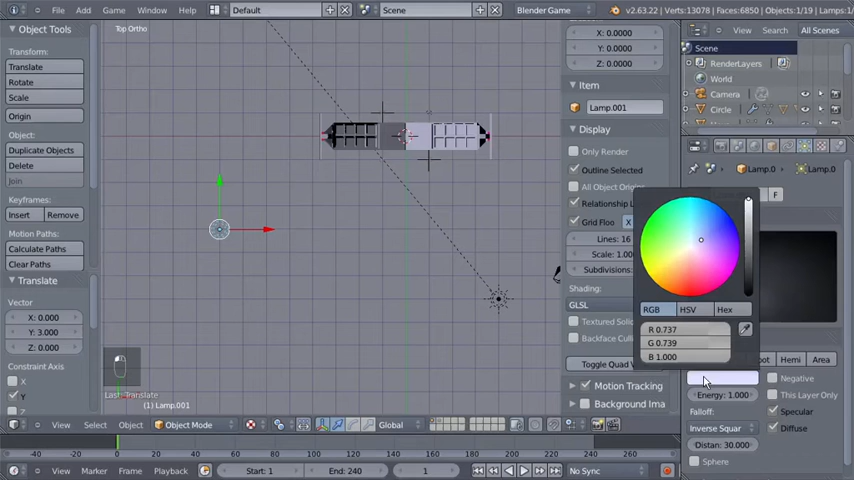 File
Add
Window
Help
Default
Scene
Blender Game
v2.63.22 | Verts:13078 | Faces:6850 | Objects:1/19 | Lamps:
Object Tools
Transform:
Translate
Rotate
Scale
Origin
Object:
Duplicate Objects
Delete
Join
Keyframes:
Insert
Remove
Motion Paths:
Calculate Paths
Clear Paths
Translate
Vector
X: 0.000
Y: 3.000
Z: 0.000
Constraint Axis
X
Y
Top Ortho
Last: Translate
(1) Lamp.001
X: 0.0000
Y: 0.0000
Z: 0.0000
Item
Lamp.001
Display
Only Render
Outline Selected
All Object Origins
Relationship L
Grid Floo
X
Lines: 16
Scale: 1.00
Subdivisions:
Shading:
GLSL
Textured Soli
Backface Cull
Toggle Quad V
Motion Tracking
Background Ima
View
Search
All Scenes
Scene
RenderLayers
World
Camera
Circle
Lamp.0
Lamp.0
F
RGB
HSV
Hex
R 0.737
G 0.739
B 1.000
oot
Hemi
Area
Negative
Energy: 1.000
This Layer Only
Falloff:
Specular
Inverse Squar
Diffuse
Distan: 30.000
Sphere
View
Select
Object
Object Mode
Global
-40
-20
0
20
40
60
80
100
120
140
160
180
200
220
240
260
280
View
Marker
Frame
Playback
Start: 1
End: 240
1
No Sync